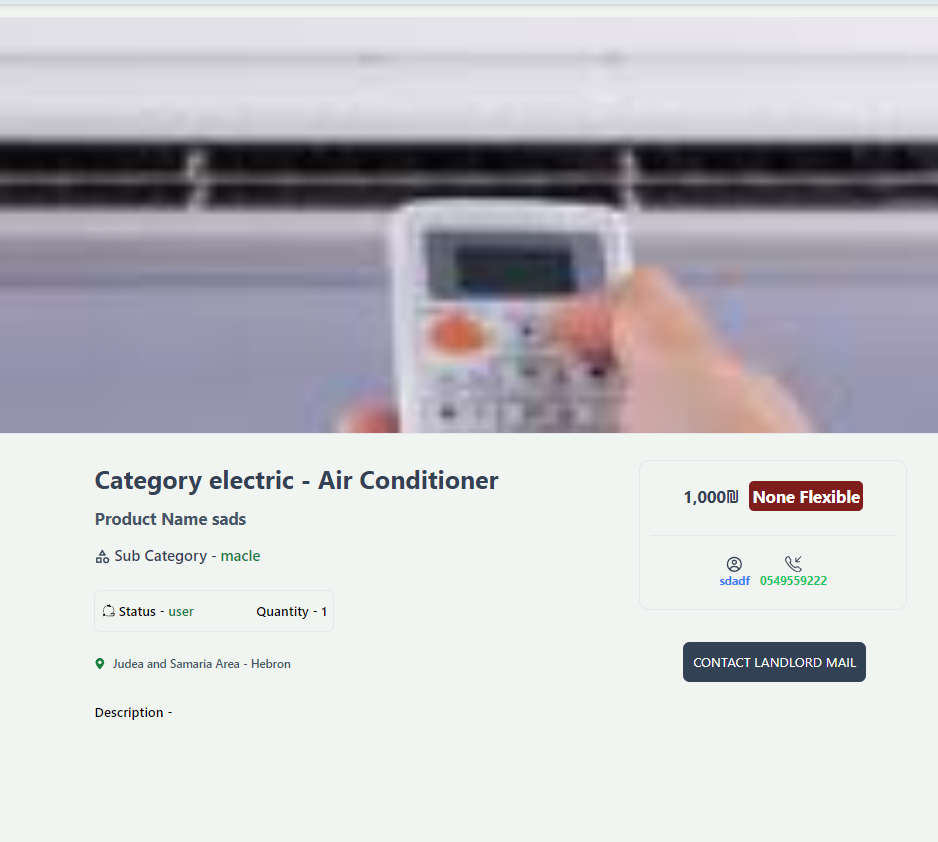 Category electric - Air Conditioner
Product Name sads
Sub Category - macle
Status - user Quantity - 1
Judea and Samaria Area - Hebron
Description -
1,000₪ None Flexible
sdadf 0549559222
CONTACT LANDLORD MAIL